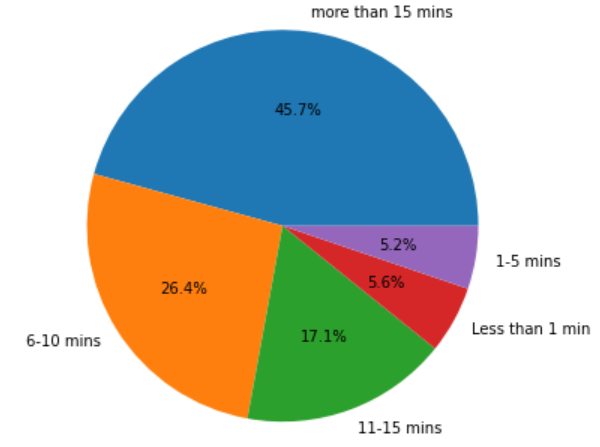 more than 15 mins
45.7%
5.2%
1-5 mins
5.6%
26.4%
Less than 1 min
17.1%
6-10 mins
11-15 mins